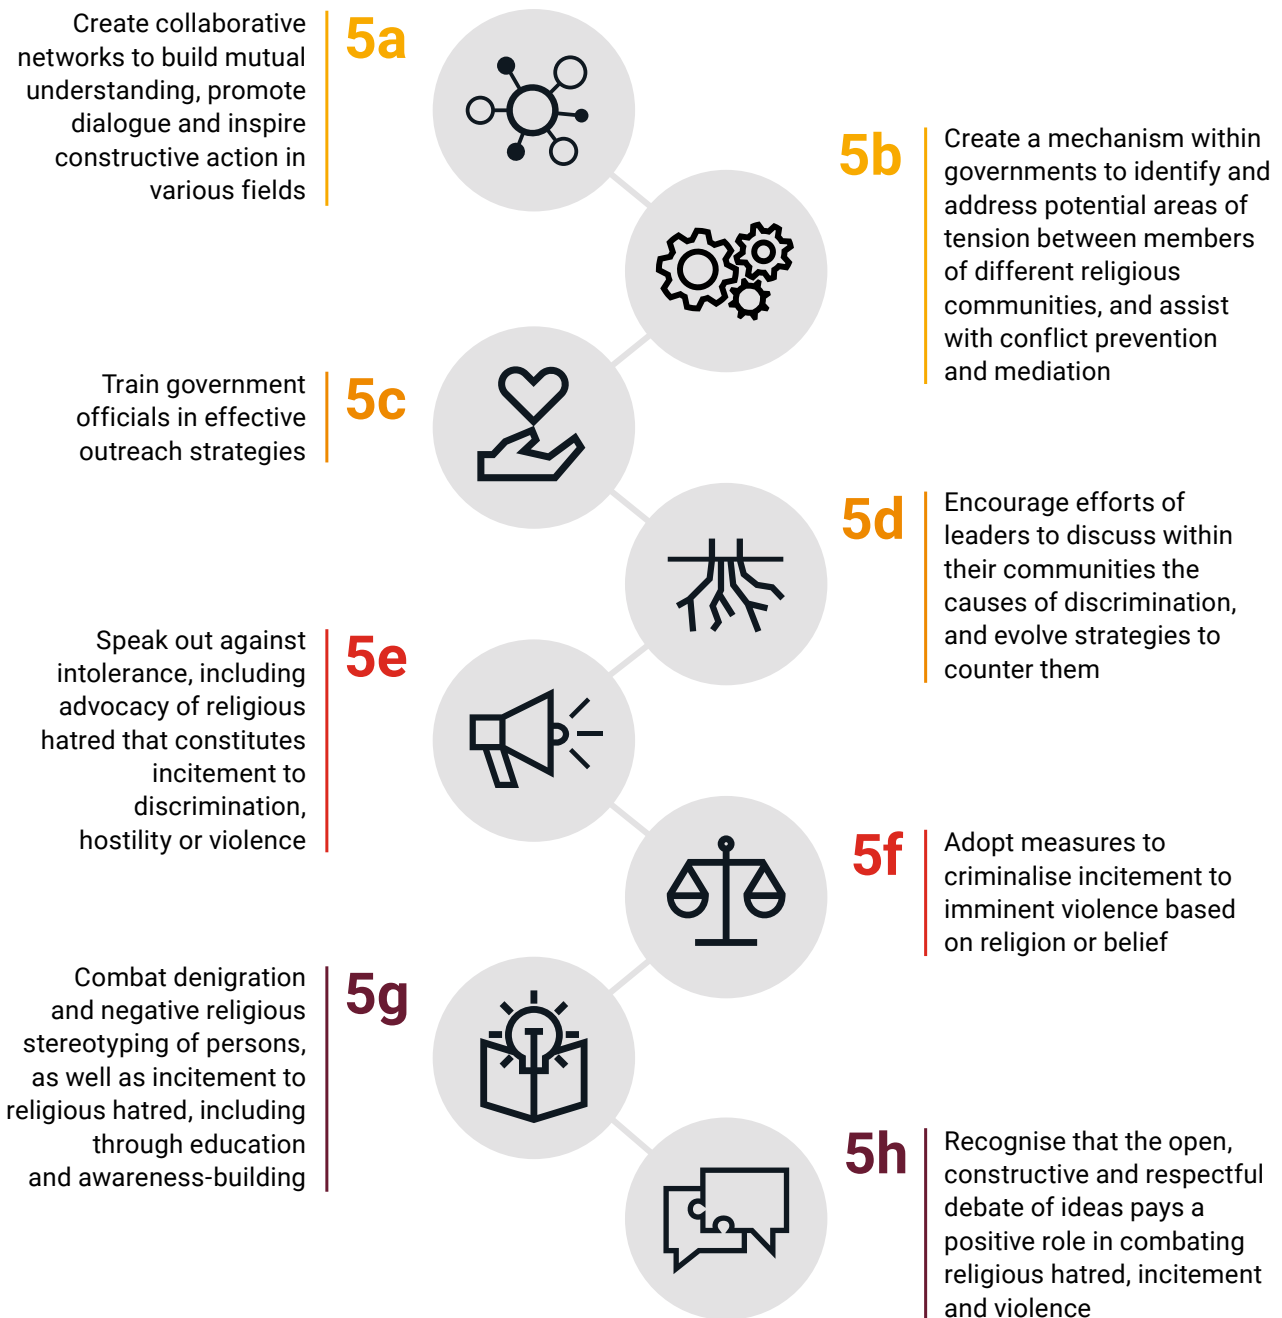 5a
Create collaborative
networks to build mutual
understanding, promote
dialogue and inspire
constructive action in
various fields
5b
Create a mechanism within
governments to identify and
address potential areas of
tension between members
of different religious
communities, and assist
with conflict prevention
and mediation
5c
Train government
officials in effective
outreach strategies
5d
Encourage efforts of
leaders to discuss within
their communities the
causes of discrimination,
and evolve strategies to
counter them
5e
Speak out against
intolerance, including
advocacy of religious
hatred that constitutes
incitement to
discrimination,
hostility or violence
5f
Adopt measures to
criminalise incitement to
imminent violence based
on religion or belief
5g
Combat denigration
and negative religious
stereotyping of persons,
as well as incitement to
religious hatred, including
through education
and awareness-building
5h
Recognise that the open,
constructive and respectful
debate of ideas pays a
positive role in combating
religious hatred, incitement
and violence